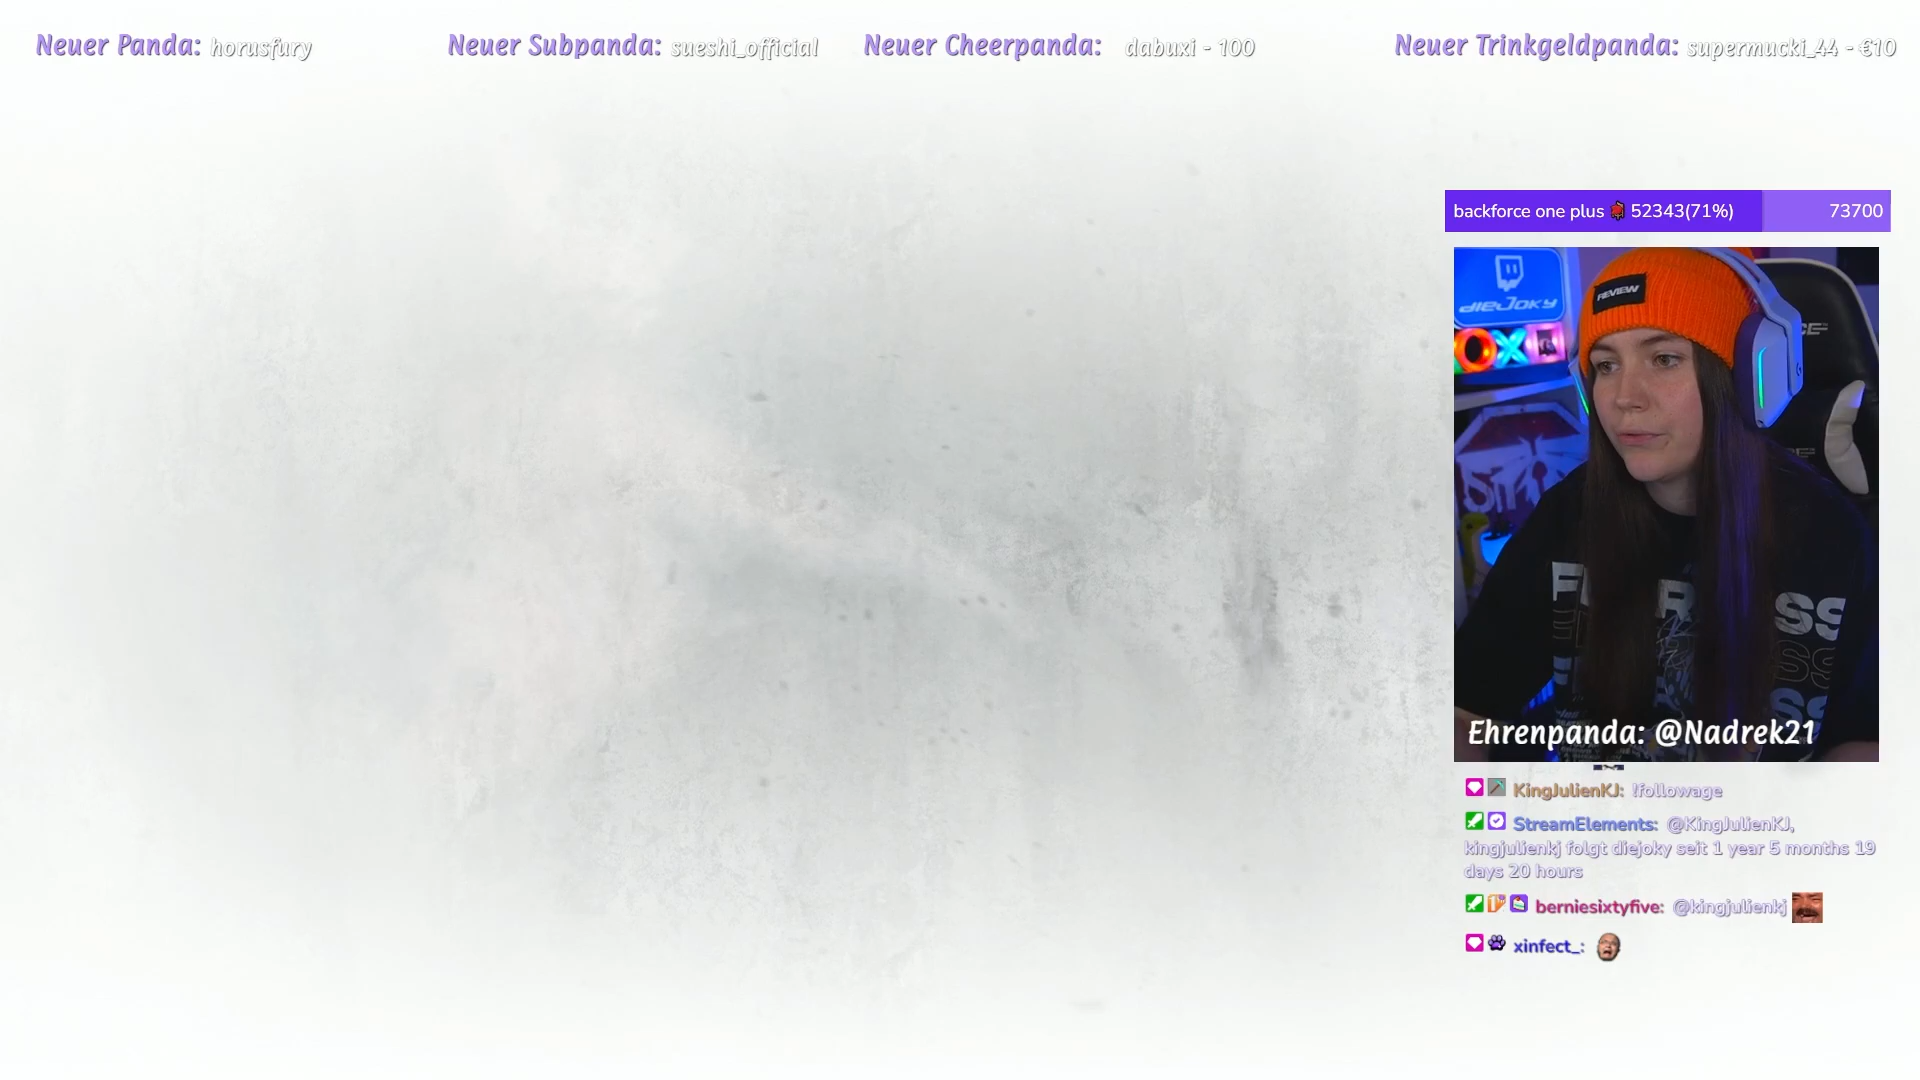 Neuer Panda: horusfury
Neuer Subpanda: sueshi_official
Neuer Cheerpanda: dabuxi - 100
Neuer Trinkgeldpanda: supermucki_44 - €10
backforce one plus 52343(71%) 73700
dieJoky
REVIEW
Ehrenpanda: @Nadrek21
KingJulienKJ: !followage
StreamElements: @KingJulienKJ,
kingjulienkj folgt diejoky seit 1 year 5 months 19
days 20 hours
berniesixtyfive: @kingjulienkj
xinfect_: